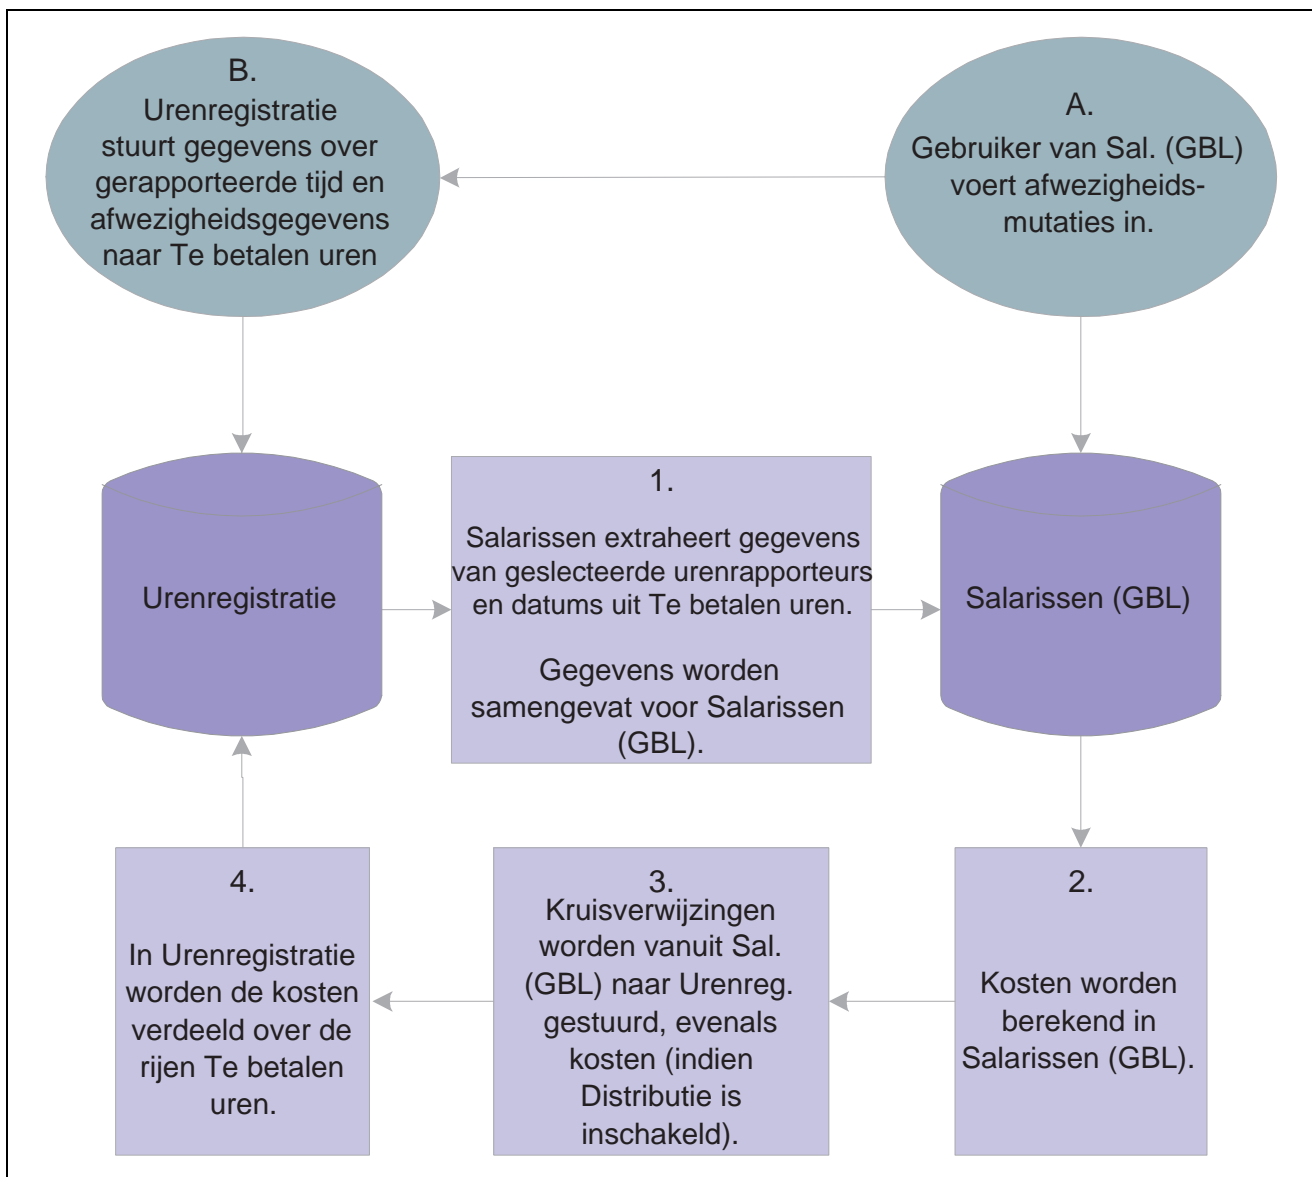 B.
Urenregistratie
stuurt gegevens over
gerapporteerde tijd en
afwezigheidsgegevens
naar Te betalen uren
A.
Gebruiker van Sal. (GBL)
voert afwezigheids-
mutaties in.
Urenregistratie
1.
Salarissen extraheert gegevens
van geslecteerde urenrapporteurs
en datums uit Te betalen uren.
Gegevens worden
samengevat voor Salarissen
(GBL).
Salarissen (GBL)
4.
In Urenregistratie
worden de kosten
verdeeld over de
rijen Te betalen
uren.
3.
Kruisverwijzingen
worden vanuit Sal.
(GBL) naar Urenreg.
gestuurd, evenals
kosten (indien
Distributie is
inschakeld).
2.
Kosten worden
berekend in
Salarissen (GBL).